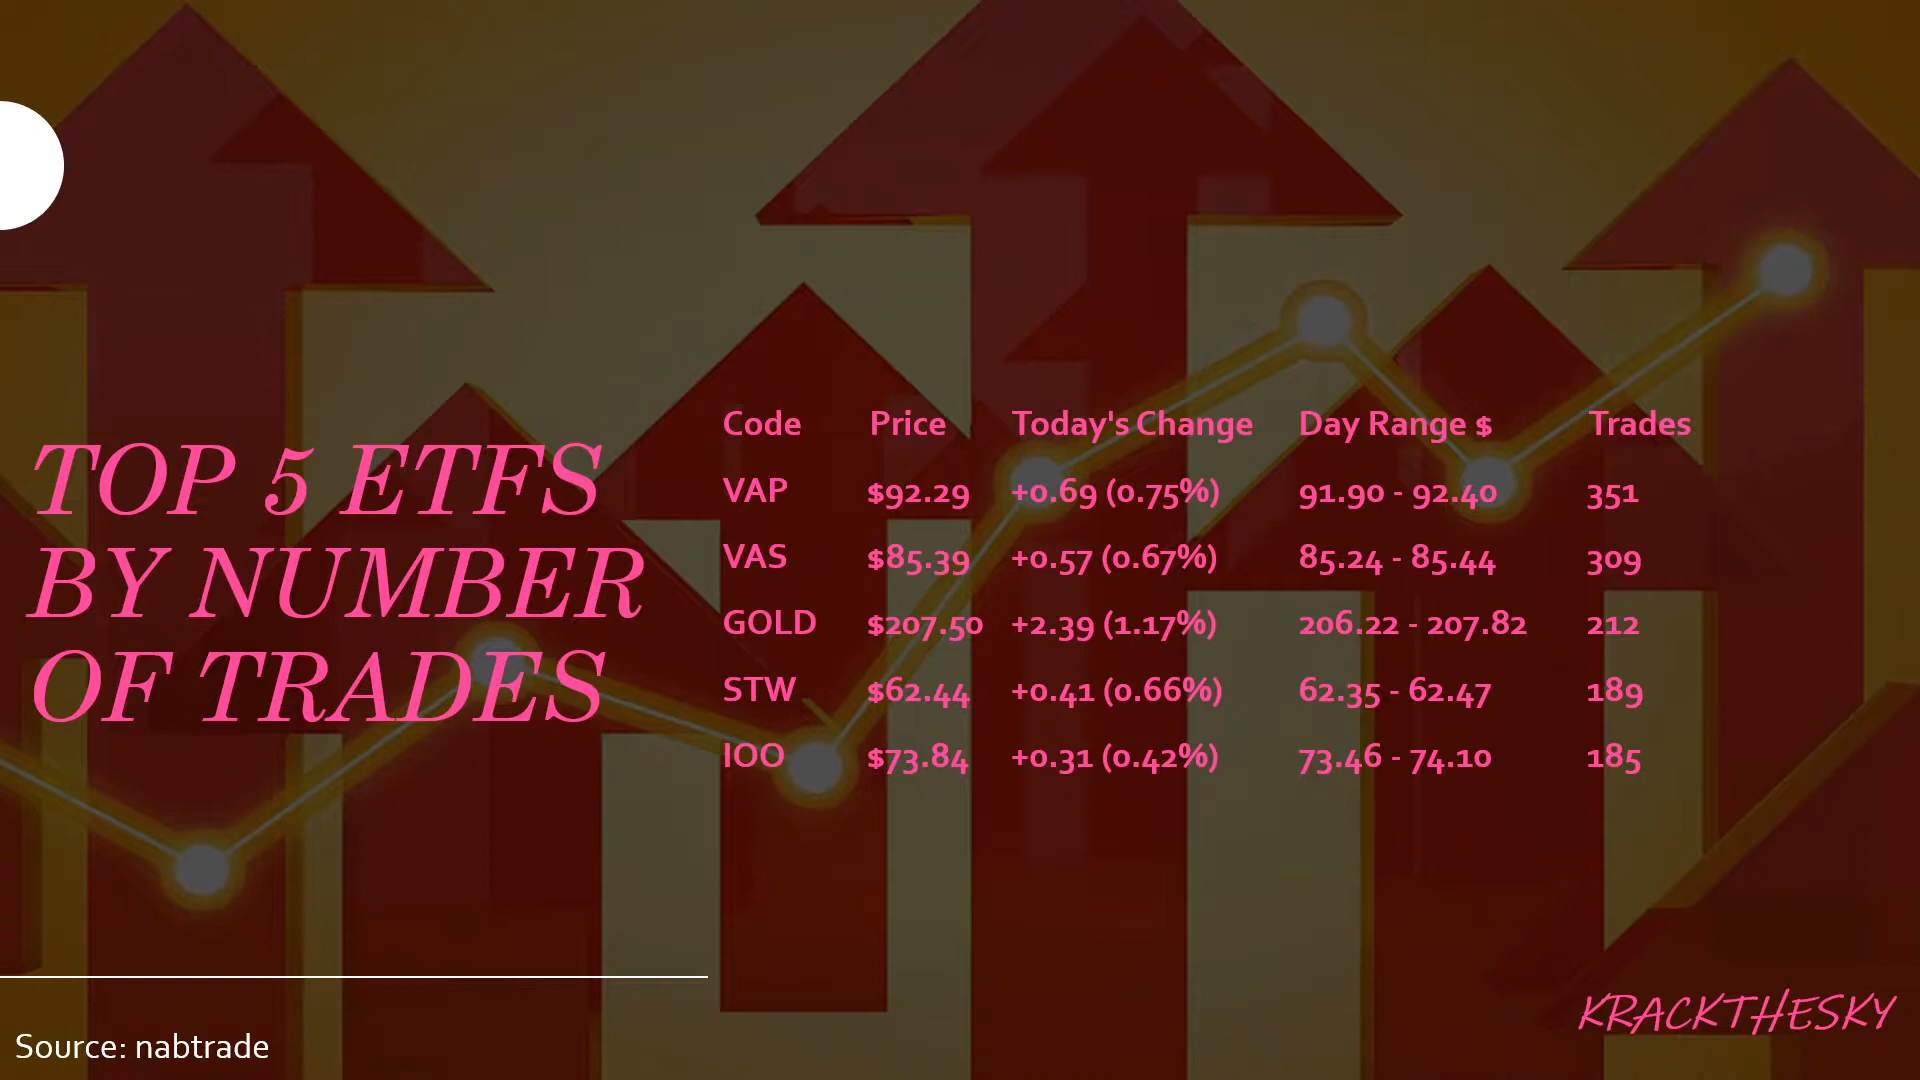 TOP 5 ETFS
BY NUMBER
OF TRADES
Code Price Today's Change Day Range $ Trades
VAP $92.29 +0.69 (0.75%) 91.90 - 92.40 351
VAS $85.39 +0.57 (0.67%) 85.24 - 85.44 309
GOLD $207.50 +2.39 (1.17%) 206.22 - 207.82 212
STW $62.44 +0.41 (0.66%) 62.35 - 62.47 189
IOO $73.84 +0.31 (0.42%) 73.46 - 74.10 185
Source: nabtrade
KRACKTHESKY